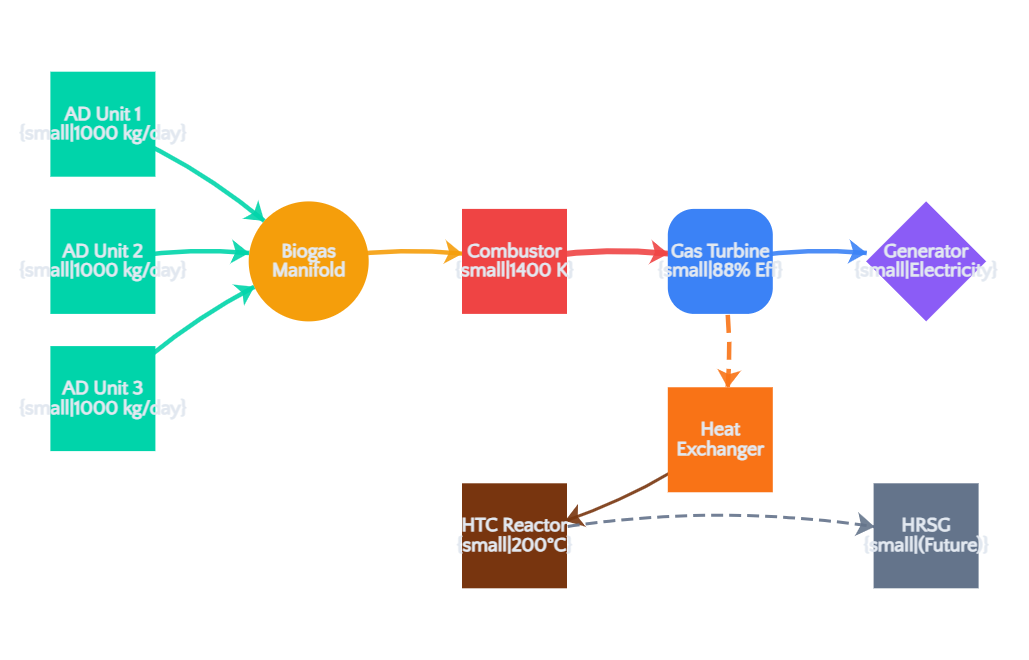 AD Unit 1
{small|1000 kg/day}
AD Unit 2
{small|1000 kg/day}
AD Unit 3
{small|1000 kg/day}
Biogas
Manifold
Combustor
{small|1400 K}
Gas Turbine
{small|88% Eff}
Generator
{small|Electricity}
Heat
Exchanger
HTC Reactor
{small|200°C}
HRSG
{small|(Future)}